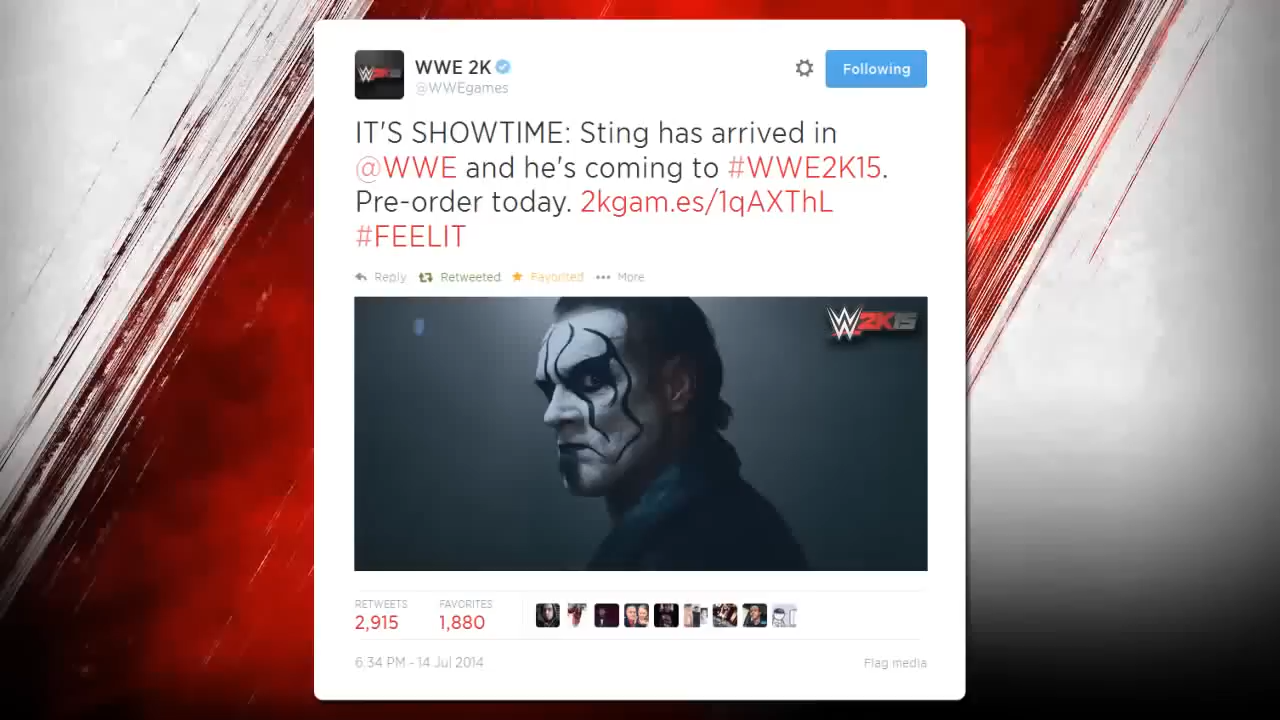 WWE 2K
@WWEgames
Following
IT'S SHOWTIME: Sting has arrived in
@WWE and he's coming to #WWE2K15.
Pre-order today. 2kgam.es/1qAXThL
#FEELIT
Reply Retweeted Favorited More
W 2K15
RETWEETS FAVORITES
2,915 1,880
6:34 PM - 14 Jul 2014 Flag media